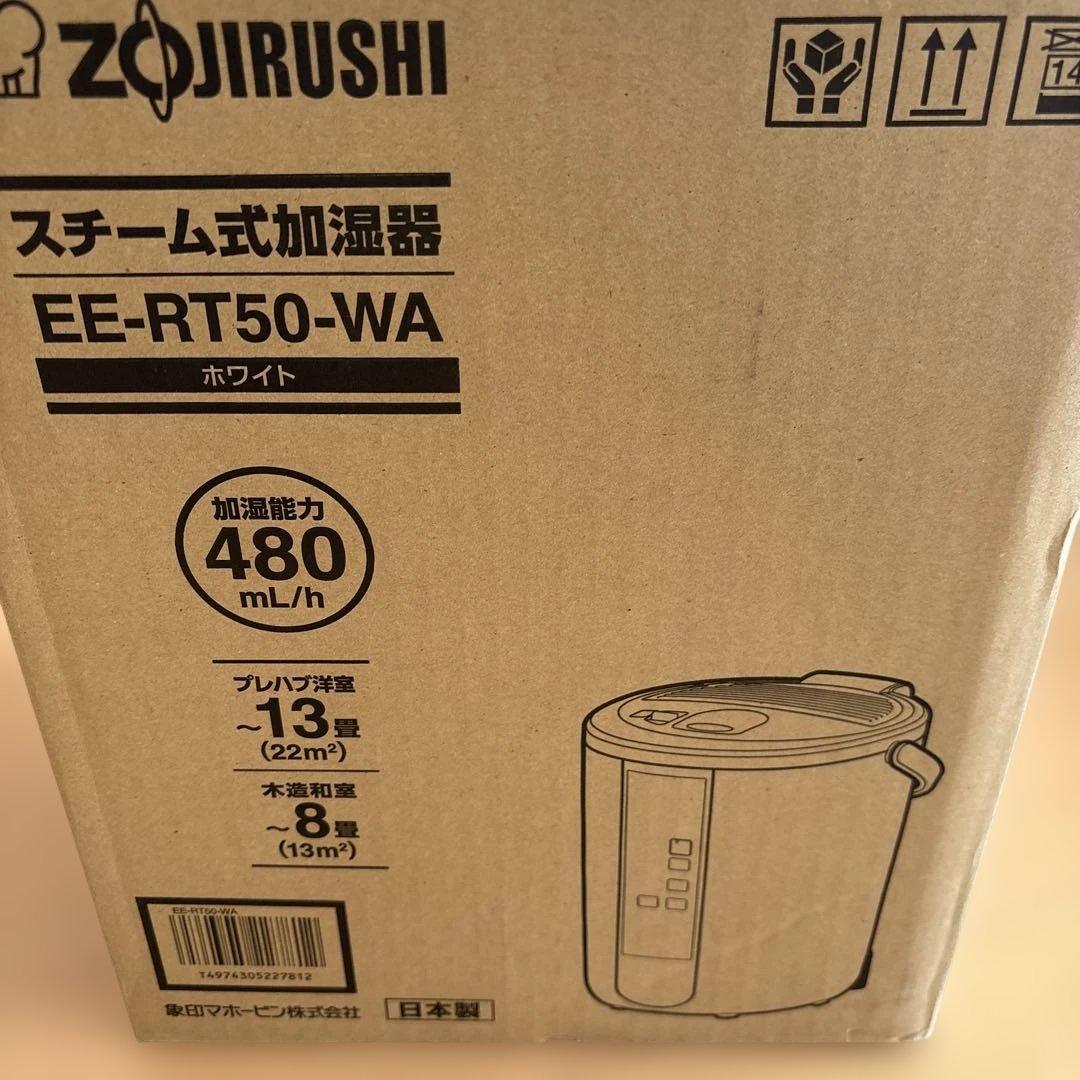 ZOJIRUSHI
14
スチーム式加湿器
EE-RT50-WA
ホワイト
加湿能力
480
mL/h
プレハブ洋室
～13畳
(22m²)
木造和室
～8畳
(13m²)
EE-RT50-WA
T4974305227812
象印マホービン株式会社
日本製